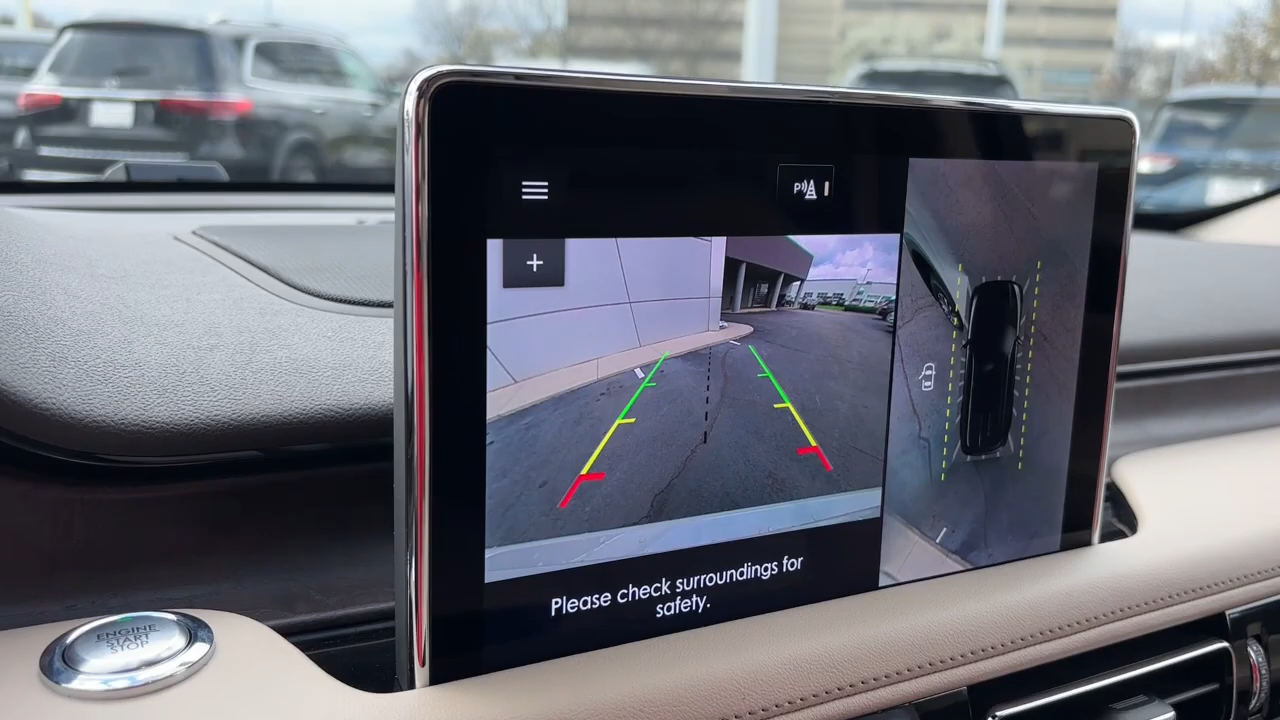 P
+
Please check surroundings for
safety.
ENGINE
START
STOP